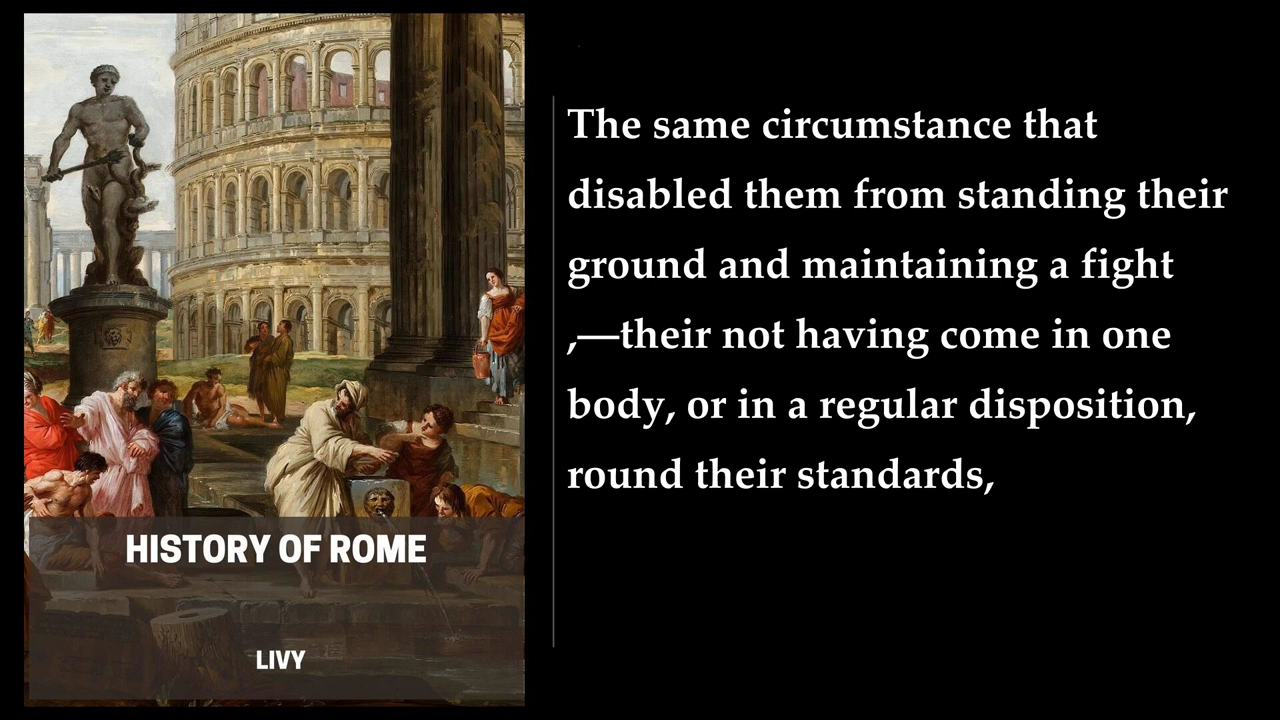 The same circumstance that
disabled them from standing their
ground and maintaining a fight
,—their not having come in one
body, or in a regular disposition,
round their standards,
HISTORY OF ROME
LIVY